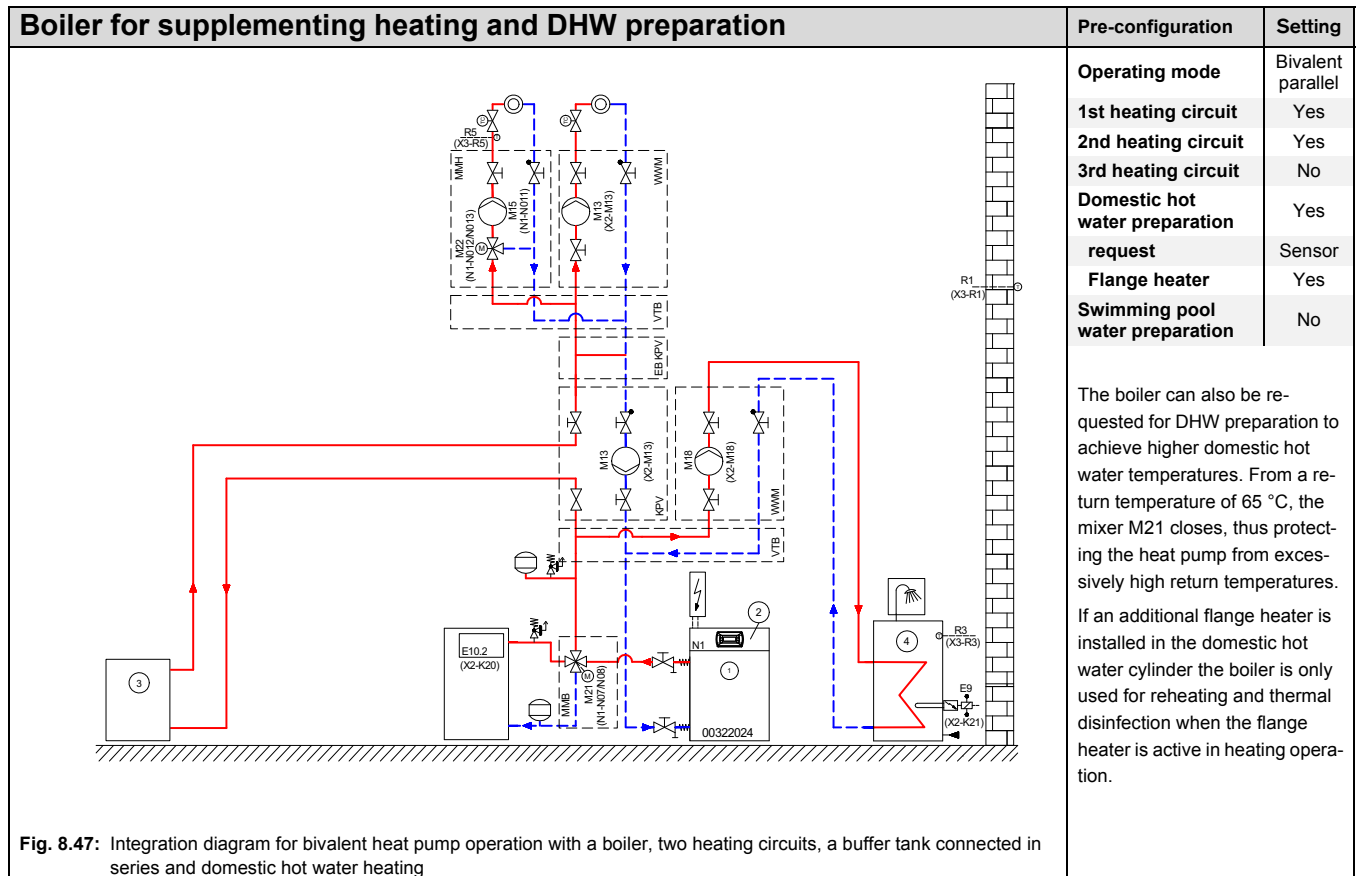 Boiler for supplementing heating and DHW preparation
Pre-configuration Setting
Operating mode Bivalent parallel
1st heating circuit Yes
2nd heating circuit Yes
3rd heating circuit No
Domestic hot water preparation Yes
request Sensor
Flange heater Yes
Swimming pool water preparation No
The boiler can also be re-
quested for DHW preparation to
achieve higher domestic hot
water temperatures. From a re-
turn temperature of 65 °C, the
mixer M21 closes, thus protect-
ing the heat pump from exces-
sively high return temperatures.
If an additional flange heater is
installed in the domestic hot
water cylinder the boiler is only
used for reheating and thermal
disinfection when the flange
heater is active in heating opera-
tion.
TC
TC
R5
(X3-R5)
T
MMH
M15
(N1-N011)
M22
(N1-N012/N013)
M
M13
(X2-M13)
WWM
VTB
EB KPV
R1
(X3-R1)
T
M13
(X2-M13)
KPV
M18
(X2-M18)
WWM
VTB
3
E10.2
(X2-K20)
MMB
M
M21
(N1-N07/N08)
N1
2
1
00322024
4
T
R3
(X3-R3)
E9
(X2-K21)
Fig. 8.47: Integration diagram for bivalent heat pump operation with a boiler, two heating circuits, a buffer tank connected in
series and domestic hot water heating